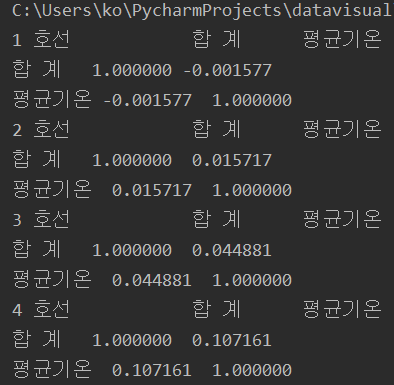 C:\Users\ko\PycharmProjects\datavisual
1 호선 합 계 평균기온
합 계 1.000000 -0.001577
평균기온 -0.001577 1.000000
2 호선 합 계 평균기온
합 계 1.000000 0.015717
평균기온 0.015717 1.000000
3 호선 합 계 평균기온
합 계 1.000000 0.044881
평균기온 0.044881 1.000000
4 호선 합 계 평균기온
합 계 1.000000 0.107161
평균기온 0.107161 1.000000